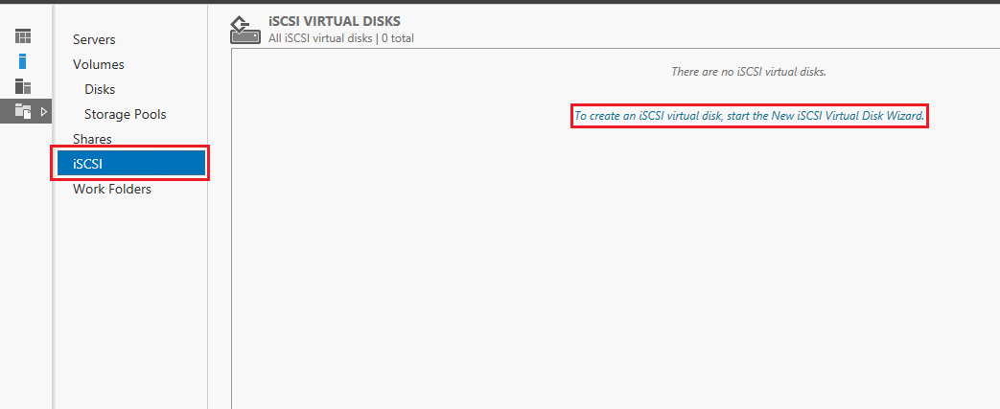 Servers
Volumes
Disks
Storage Pools
Shares
iSCSI
Work Folders
iSCSI VIRTUAL DISKS
All iSCSI virtual disks | 0 total
There are no iSCSI virtual disks.
To create an iSCSI virtual disk, start the New iSCSI Virtual Disk Wizard.